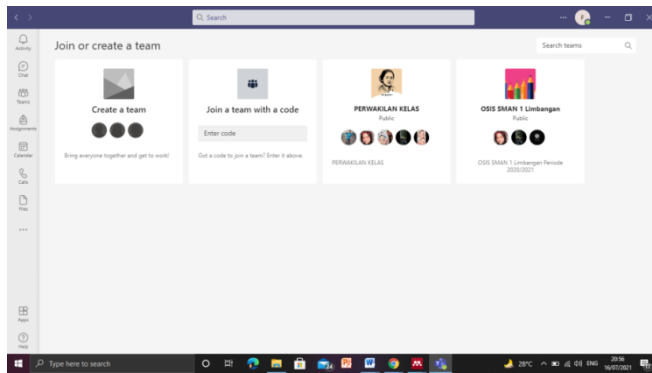 Search
F
Activity
Chat
Teams
Assignments
Calendar
Calls
Files
Apps
Help
Join or create a team
Search teams
Create a team
Bring everyone together and get to work!
Join a team with a code
Enter code
Got a code to join a team? Enter it above.
PERWAKILAN KELAS
Public
PERWAKILAN KELAS
OSIS SMAN 1 Limbangan
Public
OSIS SMAN 1 Limbangan Periode
2020/2021
Type here to search
28°C
ENG
20:56
16/07/2021